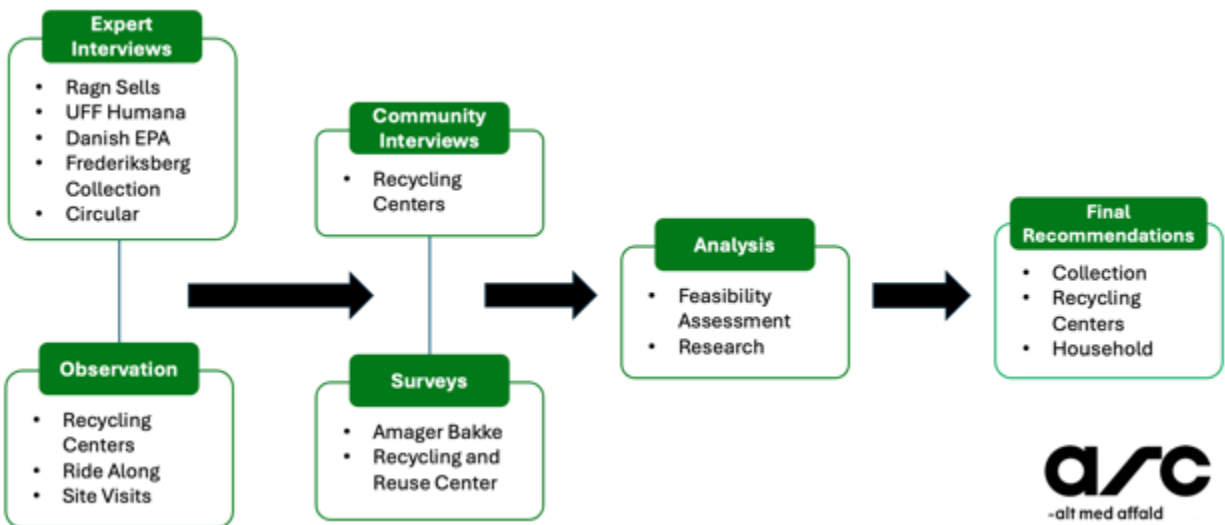 Expert
Interviews
• Ragn Sells
• UFF Humana
• Danish EPA
• Frederiksberg
Collection
• Circular
Observation
• Recycling
Centers
• Ride Along
• Site Visits
Community
Interviews
• Recycling
Centers
Surveys
• Amager Bakke
• Recycling and
Reuse Center
Analysis
• Feasibility
Assessment
• Research
Final
Recommendations
• Collection
• Recycling
Centers
• Household
arc
-alt med affald